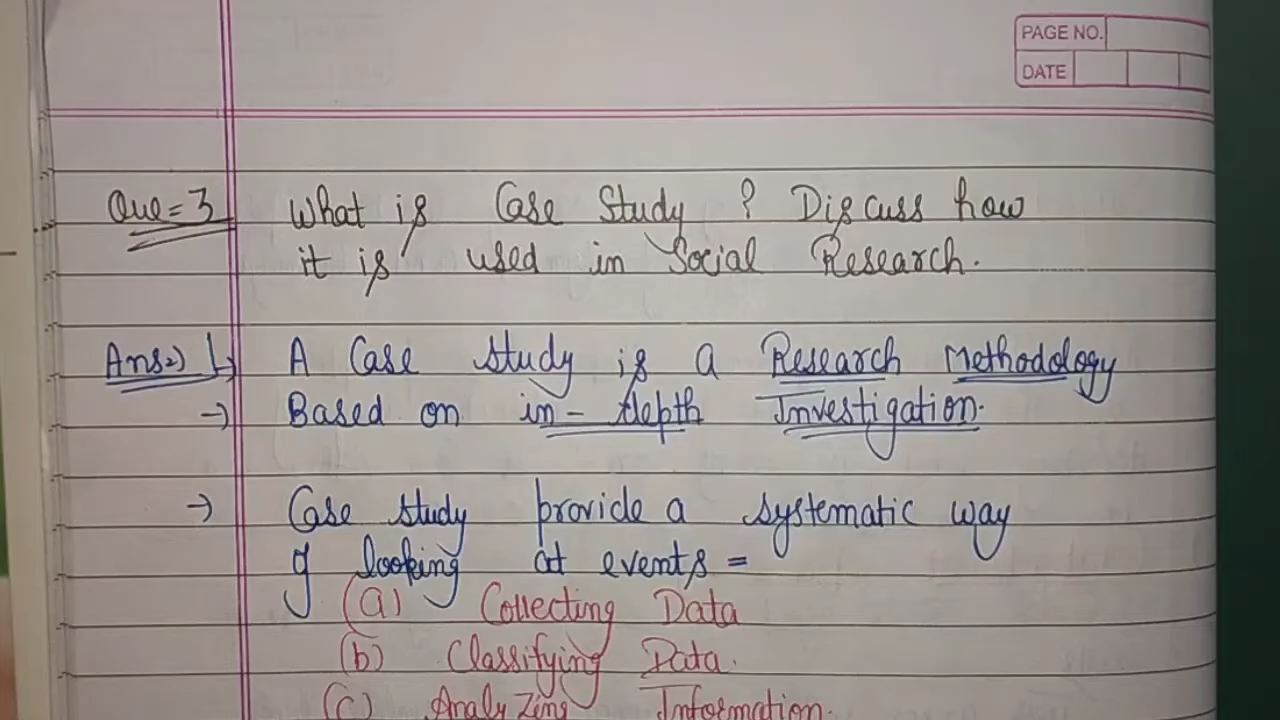 PAGE NO.
DATE
Que = 3 What is Case Study ? Discuss how
it is used in Social Research.
Ans:-) ↳ A Case study is a Research Methodology
→ Based on in-depth Investigation.
→ Case study provide a systematic way
of looking at events =
(a) Collecting Data
(b) Classifying Data.
(c) Analyzing Information.